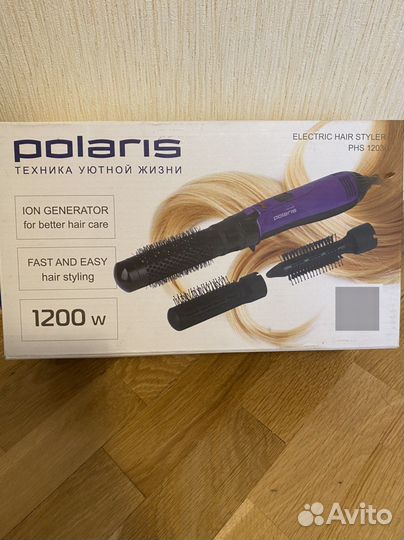 polaris
ТЕХНИКА УЮТНОЙ ЖИЗНИ
ELECTRIC HAIR STYLER
PHS
ION GENERATOR
for better hair care
FAST AND EASY
hair styling
1200 W
polaris
Avito